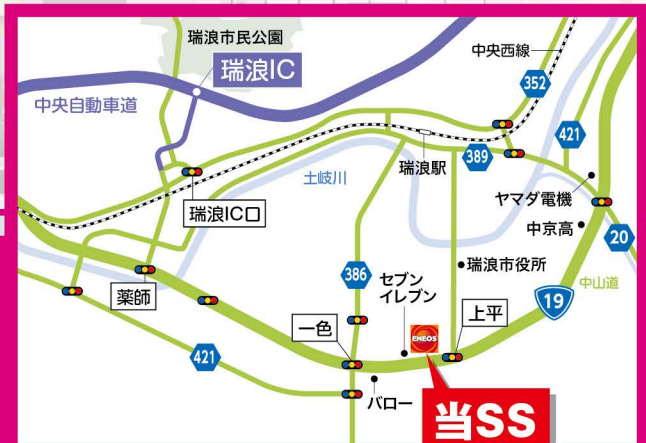 瑞浪市民公園
瑞浪IC
中央西線
352
中央自動車道
421
瑞浪駅
389
土岐川
ヤマダ電機
瑞浪IC口
中京高
20
386
セブン
イレブン
瑞浪市役所
中山道
薬師
19
一色
上平
ENEOS
421
バロー
当SS